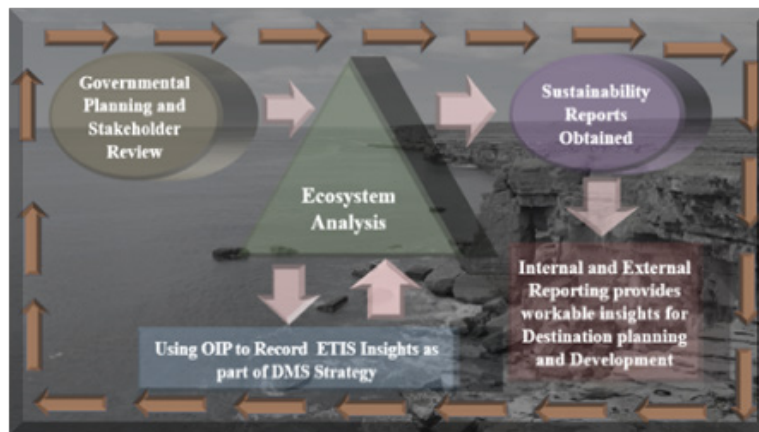 Governmental
Planning and
Stakeholder
Review
Ecosystem
Analysis
Sustainability
Reports
Obtained
Using OIP to Record ETIS Insights as
part of DMS Strategy
Internal and External
Reporting provides
workable insights for
Destination planning
and Development